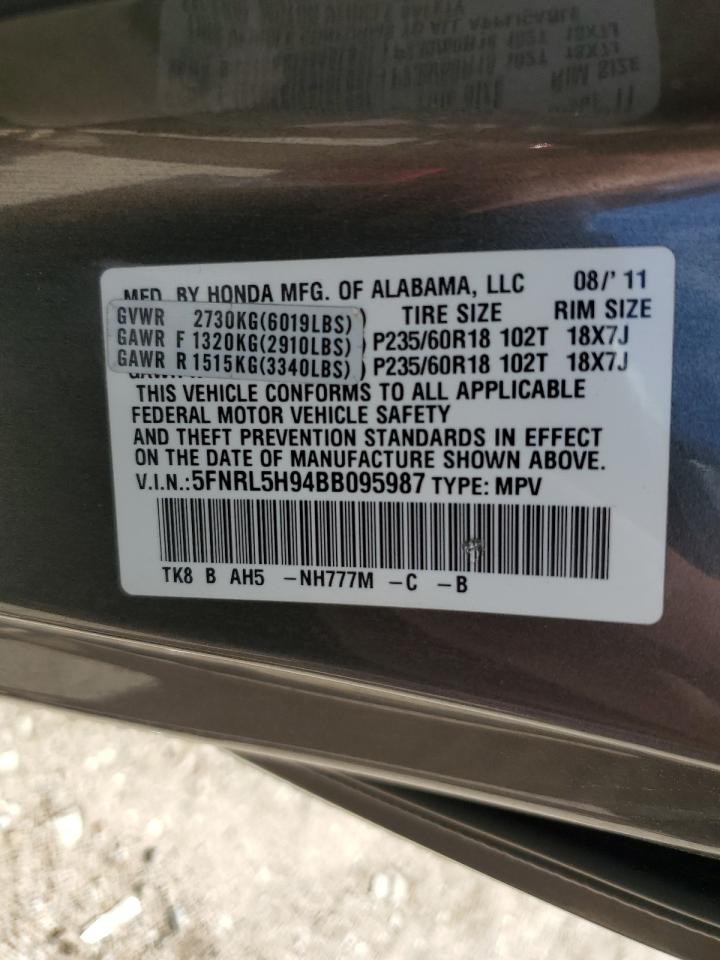 MFD. BY HONDA MFG. OF ALABAMA, LLC 08/'11
TIRE SIZE RIM SIZE
GVWR 2730KG(6019LBS)
GAWR F 1320KG(2910LBS) P235/60R18 102T 18X7J
GAWR R 1515KG(3340LBS) P235/60R18 102T 18X7J
THIS VEHICLE CONFORMS TO ALL APPLICABLE
FEDERAL MOTOR VEHICLE SAFETY
AND THEFT PREVENTION STANDARDS IN EFFECT
ON THE DATE OF MANUFACTURE SHOWN ABOVE.
V.I.N.:5FNRL5H94BB095987 TYPE: MPV
TK8 B AH5 -NH777M -C -B